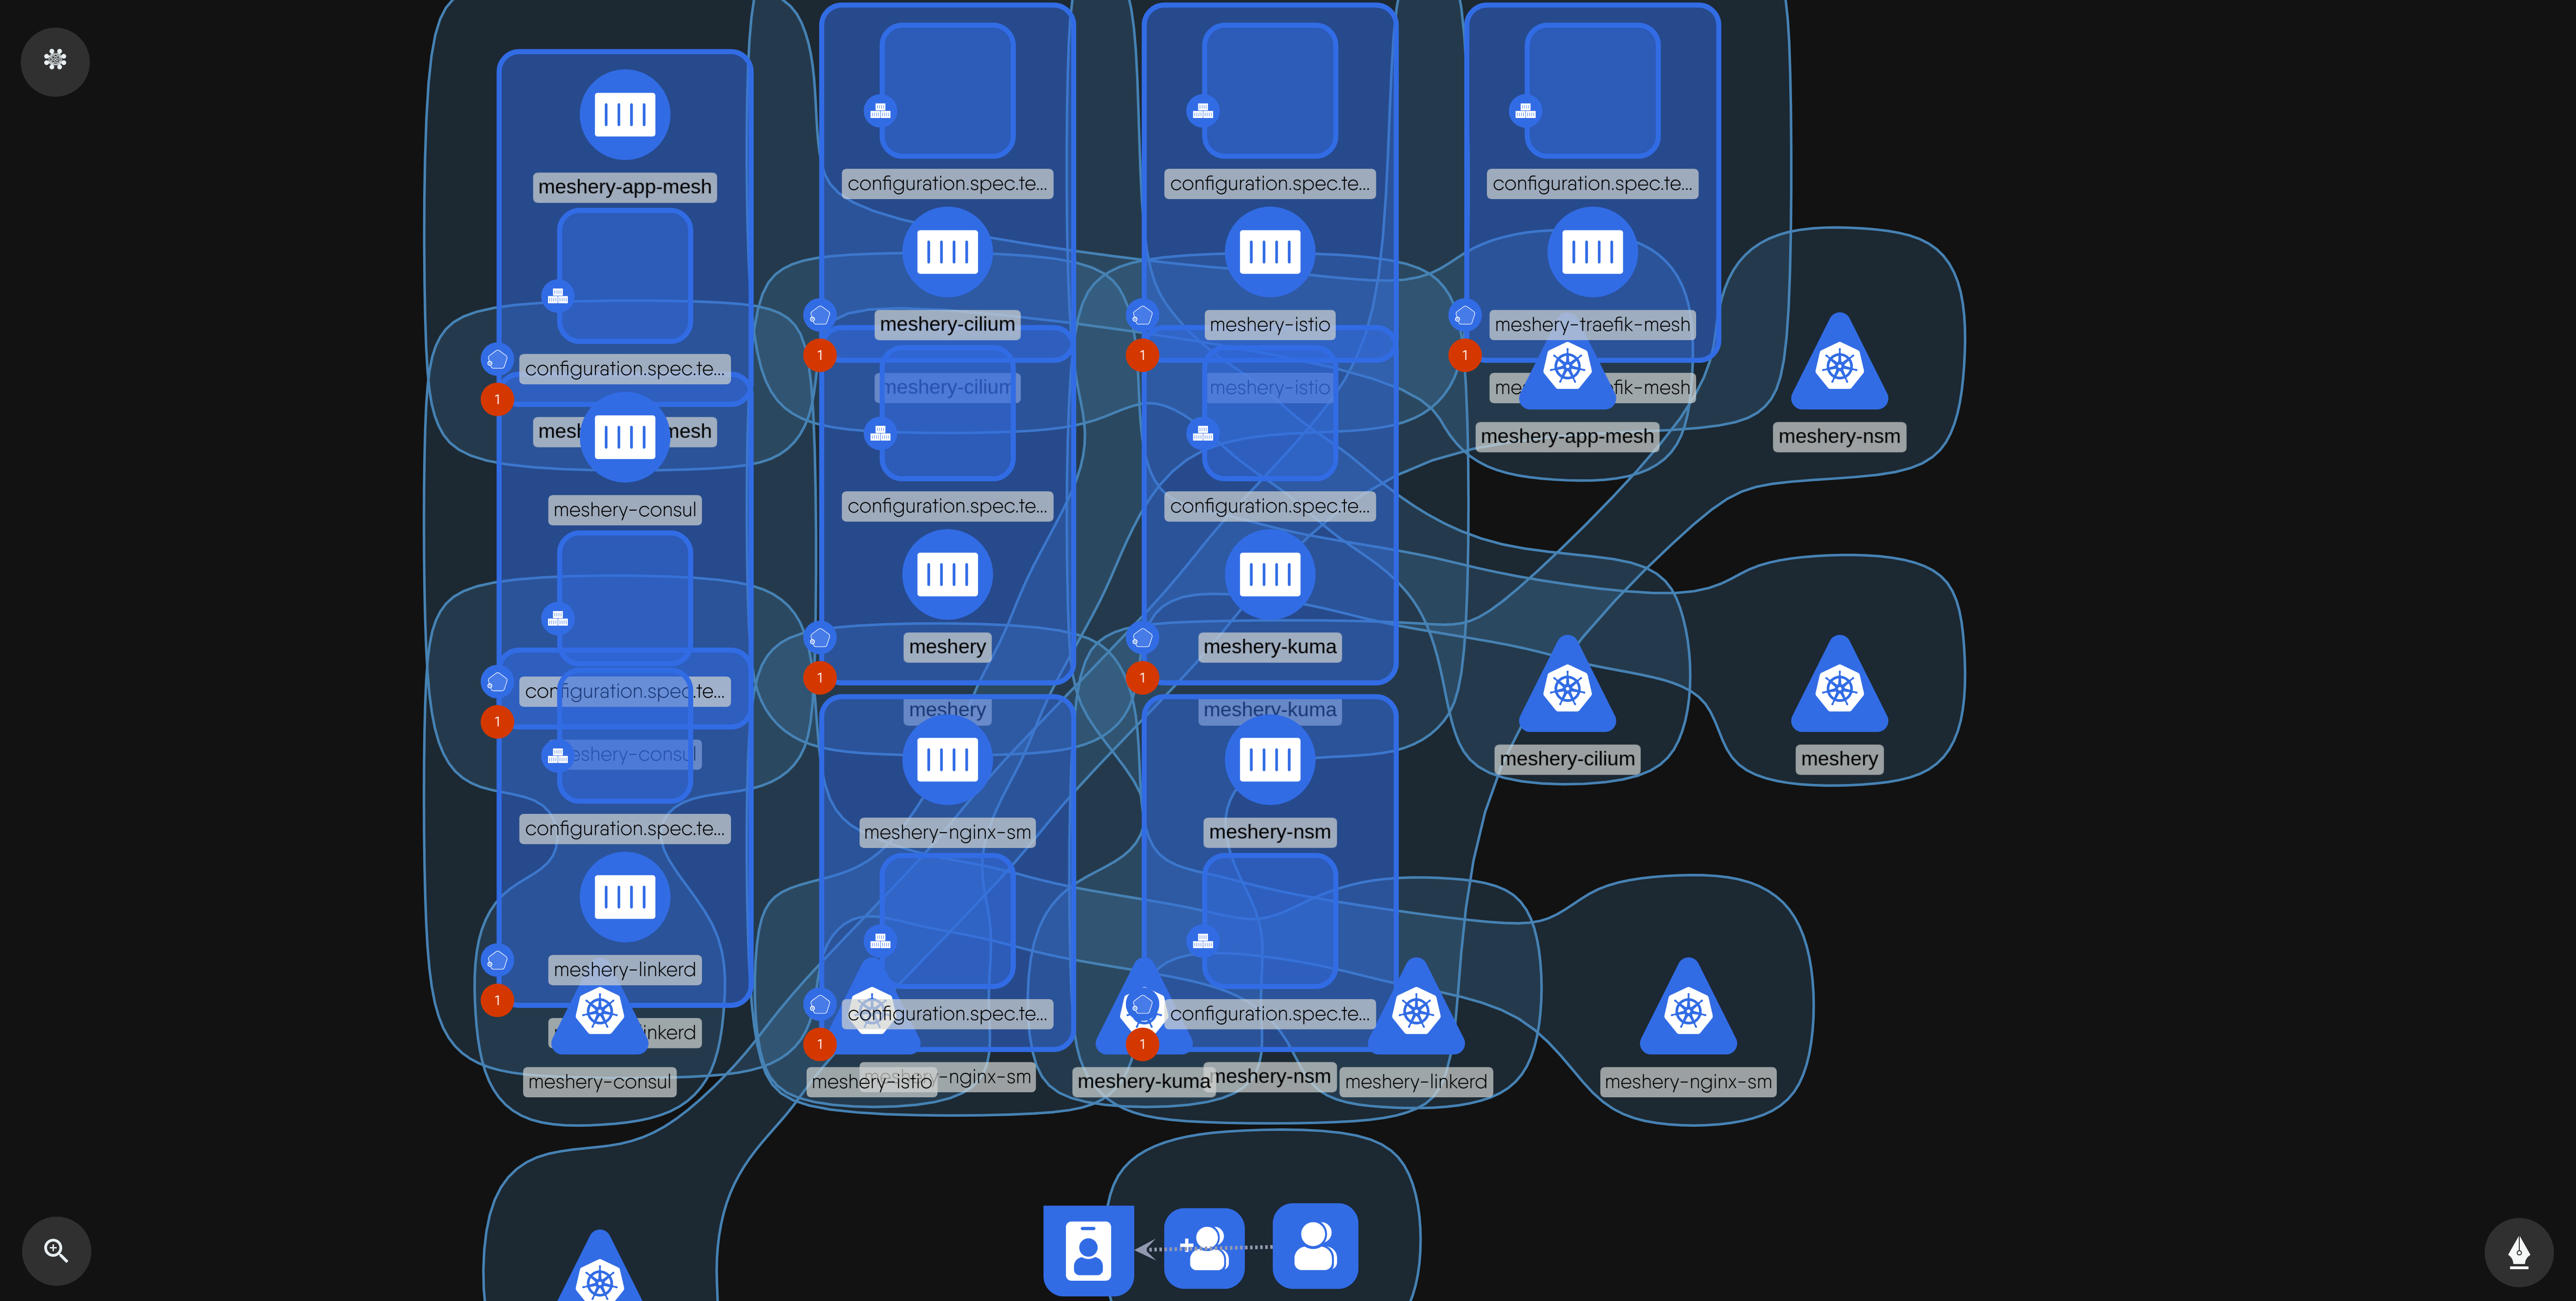 meshery-app-mesh
configuration.spec.te...
1
mesh
mesh
meshery-consul
configuration.spec.te...
1
meshery-consul
configuration.spec.te...
meshery-linkerd
1
inkerd
meshery-consul
configuration.spec.te...
meshery-cilium
1
meshery-cilium
configuration.spec.te...
meshery
1
meshery
meshery-nginx-sm
configuration.spec.te...
1
meshery-istio
-nginx-sm
configuration.spec.te...
meshery-istio
1
meshery-istio
configuration.spec.te...
meshery-kuma
1
meshery-kuma
meshery-nsm
configuration.spec.te...
1
meshery-kuma
meshery-nsm
meshery-linkerd
configuration.spec.te...
meshery-traefik-mesh
1
mes
efik-mesh
meshery-app-mesh
meshery-nsm
meshery-cilium
meshery
meshery-nginx-sm